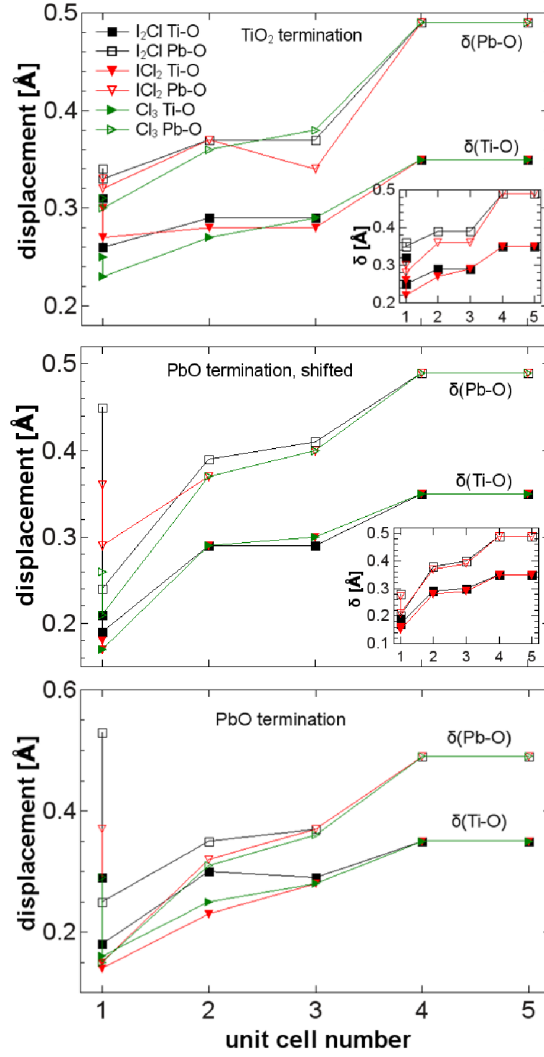 0.5
0.4
0.3
0.2
displacement [Å]
I₂Cl Ti-O
I₂Cl Pb-O
ICl₂ Ti-O
ICl₂ Pb-O
Cl₃ Ti-O
Cl₃ Pb-O
TiO₂ termination
δ(Pb-O)
δ(Ti-O)
δ [Å]
0.5
0.4
0.3
0.2
1 2 3 4 5
PbO termination, shifted
0.5
0.4
0.3
0.2
displacement [Å]
δ(Pb-O)
δ(Ti-O)
δ [Å]
0.5
0.4
0.3
0.2
0.1
1 2 3 4 5
PbO termination
0.6
0.4
0.2
displacement [Å]
δ(Pb-O)
δ(Ti-O)
1 2 3 4 5
unit cell number